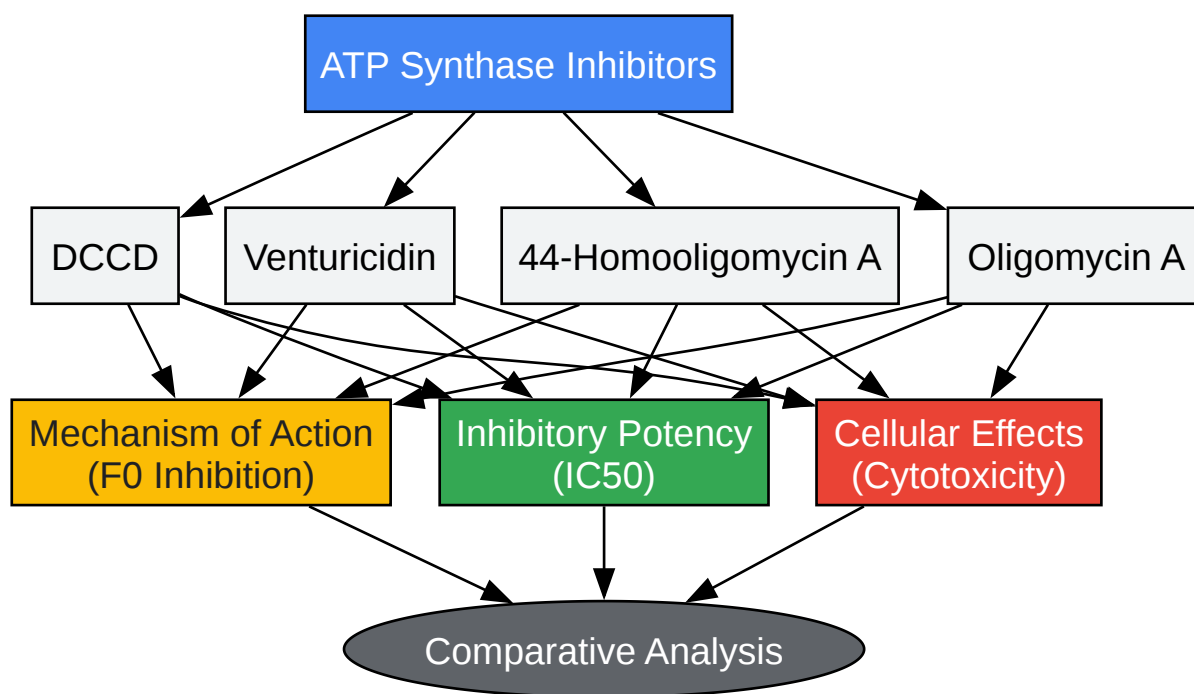 ATP Synthase Inhibitors
DCCD
Venturicidin
44-Homooligomycin A
Oligomycin A
Mechanism of Action
(F0 Inhibition)
Inhibitory Potency
(IC50)
Cellular Effects
(Cytotoxicity)
Comparative Analysis